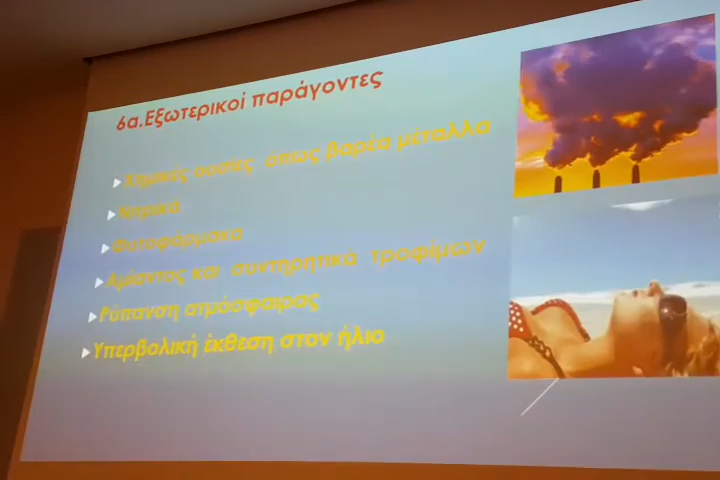 6α.Εξωτερικοί παράγοντες
Χημικές ουσίες όπως βαρέα μέταλλα
Νιτρικά
Φυτοφάρμακα
Αμίαντος και συντηρητικά τροφίμων
Ρύπανση ατμόσφαιρας
Υπερβολική έκθεση στον ήλιο